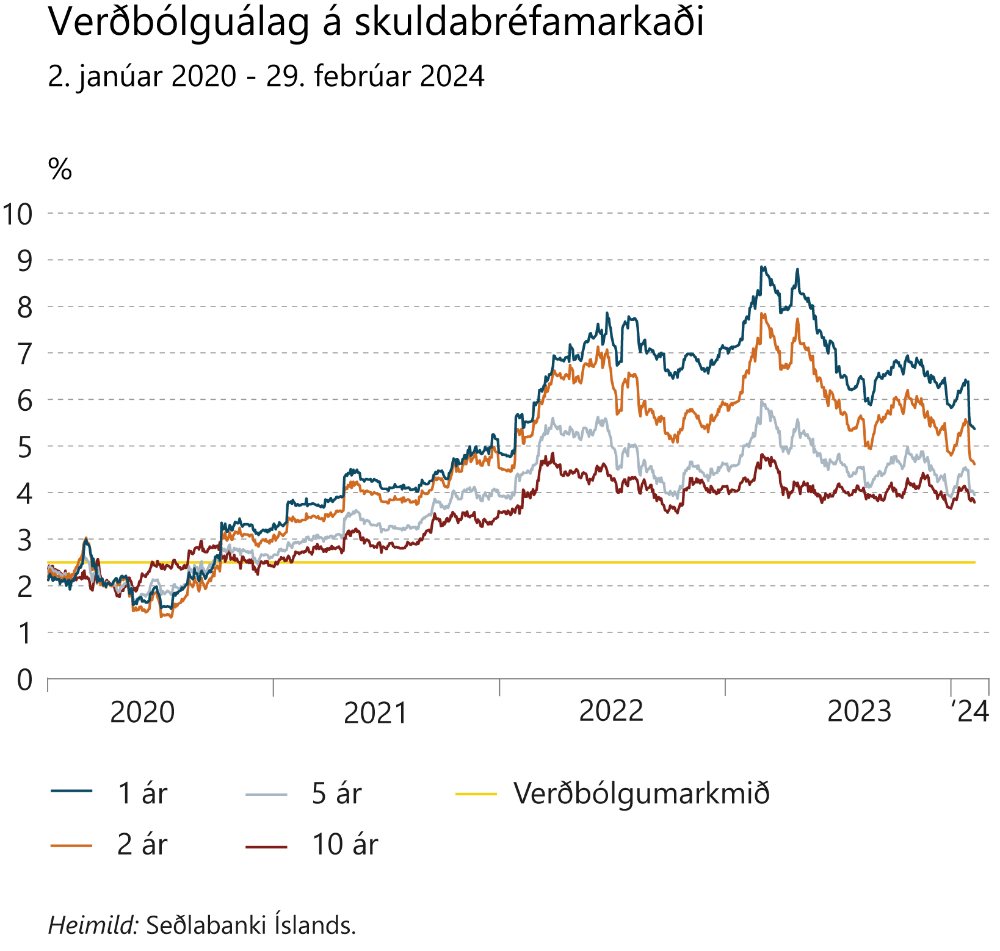 Verðbólguálag á skuldabréfamarkaði
2. janúar 2020 - 29. febrúar 2024
%
10
9
8
7
6
5
4
3
2
1
0
2020 2021 2022 2023 ‘24
1 ár 5 ár Verðbólgumarkmið
2 ár 10 ár
Heimild: Seðlabanki Íslands.